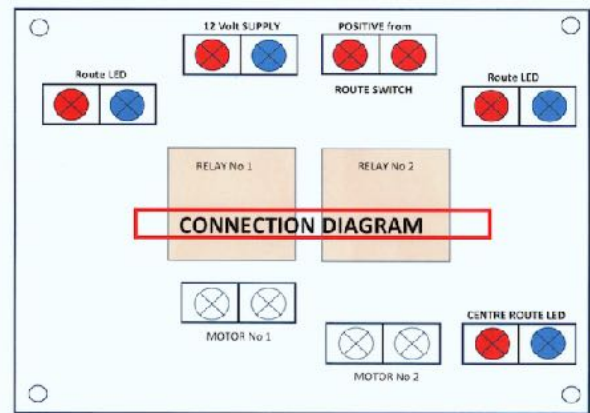 12 Volt SUPPLY
POSITIVE from
ROUTE SWITCH
Route LED
Route LED
RELAY No 1
RELAY No 2
CONNECTION DIAGRAM
MOTOR No 1
MOTOR No 2
CENTRE ROUTE LED